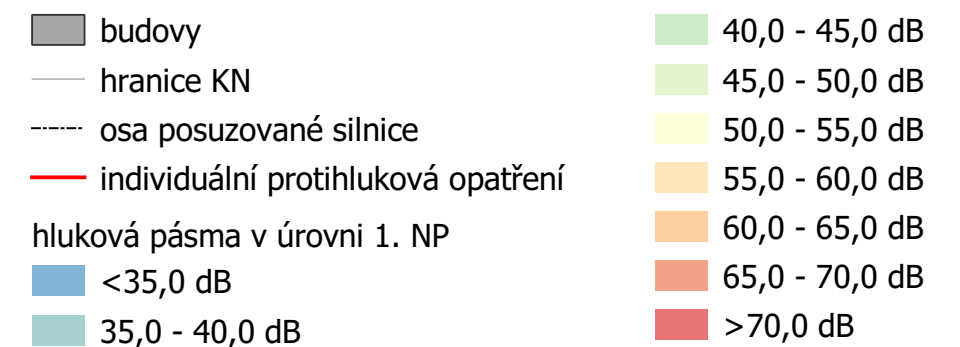 budovy
hranice KN
osa posuzované silnice
individuální protihluková opatření
hluková pásma v úrovni 1. NP
<35,0 dB
35,0 - 40,0 dB
40,0 - 45,0 dB
45,0 - 50,0 dB
50,0 - 55,0 dB
55,0 - 60,0 dB
60,0 - 65,0 dB
65,0 - 70,0 dB
>70,0 dB